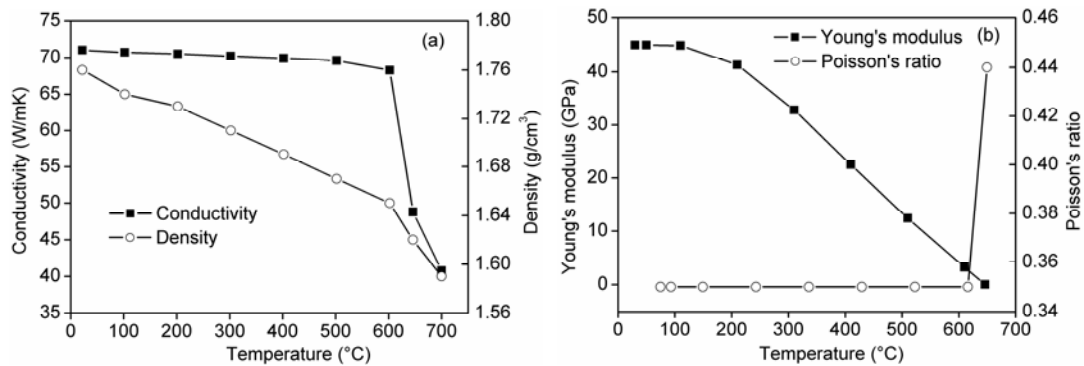 75
70
65
60
55
50
45
40
35
Conductivity (W/mK)
(a)
Conductivity
Density
1.80
1.76
1.72
1.68
1.64
1.60
1.56
Density (g/cm³)
0 100 200 300 400 500 600 700 800
Temperature (°C)
50
40
30
20
10
0
Young's modulus (GPa)
Young's modulus (b)
Poisson's ratio
0.46
0.44
0.42
0.40
0.38
0.36
0.34
Poisson's ratio
0 100 200 300 400 500 600 700
Temperature (°C)